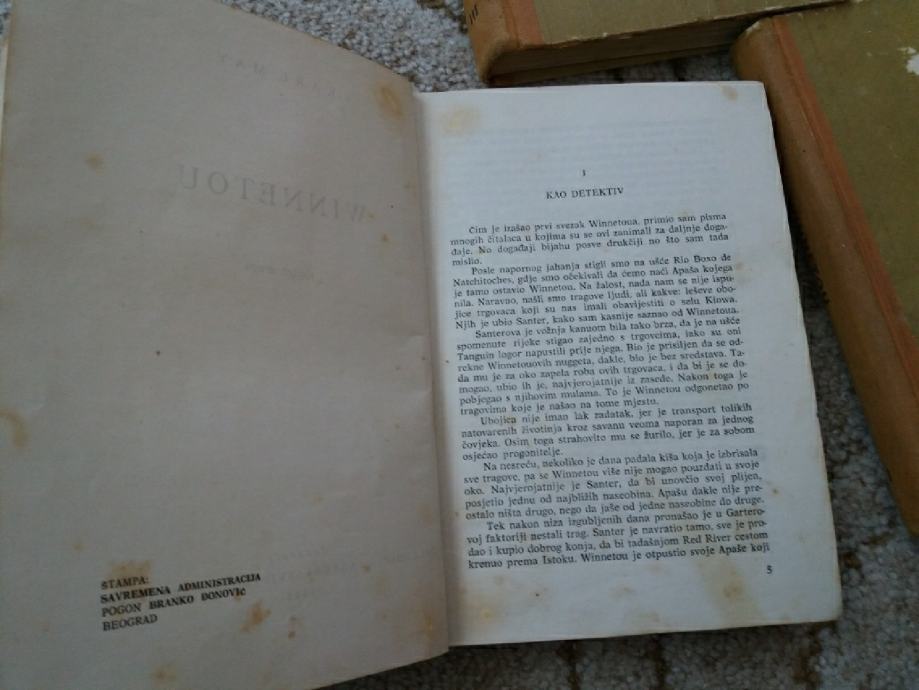 ŠTAMPA:
SAVREMENA ADMINISTRACIJA
POGON BRANKO ĐONOVIĆ
BEOGRAD
KARL MAY
WINNETOU
1
KAO DETEKTIV
Čim je izašao prvi svezak Winnetoua, primio sam pisma
mnogih čitalaca u kojima su se ovi zanimali za daljnje doga-
đaje. No događaji bijahu posve drukčiji no što sam tada
mislio.
Posle napornog jahanja stigli smo na ušće Rio Boxo de
Natchitoches, gdje smo očekivali da ćemo naći Apaša kojega
je tamo ostavio Winnetou. Na žalost, nada nam se nije ispu-
nila. Naravno, našli smo tragove ljudi, ali kakve: leševe obo-
jice trgovaca koji su nas imali obavijestiti o selu Kiowa.
Njih je ubio Santer, kako sam kasnije saznao od Winnetoua.
Santerova je vožnja kanuom bila tako brza, da je na ušće
spomenute rijeke stigao zajedno s trgovcima, iako su oni
Tanguin logor napustili prije njega. Bio je prisiljen da se od-
rekne Winnetouovih nuggeta, dakle, bio je bez sredstava. Ta-
da mu je za oko zapela roba ovih trgovaca, i da bi je se do-
mogao, ubio ih je, najvjerojatnije iz zasede. Nakon toga je
pobjegao s njihovim mulama. To je Winnetou odgonetao po
tragovima koje je našao na tome mjestu.
Ubojica nije iman lak zadatak, jer je transport tolikih
natovarenih životinja kroz savanu veoma naporan za jednog
čovjeka. Osim toga strahovito mu se žurilo, jer je za sobom
osjećao progonitelje.
Na nesreću, nekoliko je dana padala kiša koja je izbrisala
sve tragove, pa se Winnetou više nije mogao pouzdati u svoje
oko. Najvjerojatnije je Santer, da bi unovčio svoj plijen,
posjetio jednu od najbližih naseobina. Apašu dakle nije pre-
ostalo ništa drugo, nego da jaše od jedne naseobine do druge.
Tek nakon niza izgubljenih dana pronašao je u Gartero-
voj faktoriji nestali trag. Santer je navratio tamo, sve je pro-
dao i kupio dobrog konja, da bi tadašnjom Red River cestom
krenuo prema Istoku. Winnetou je otpustio svoje Apaše koji
5